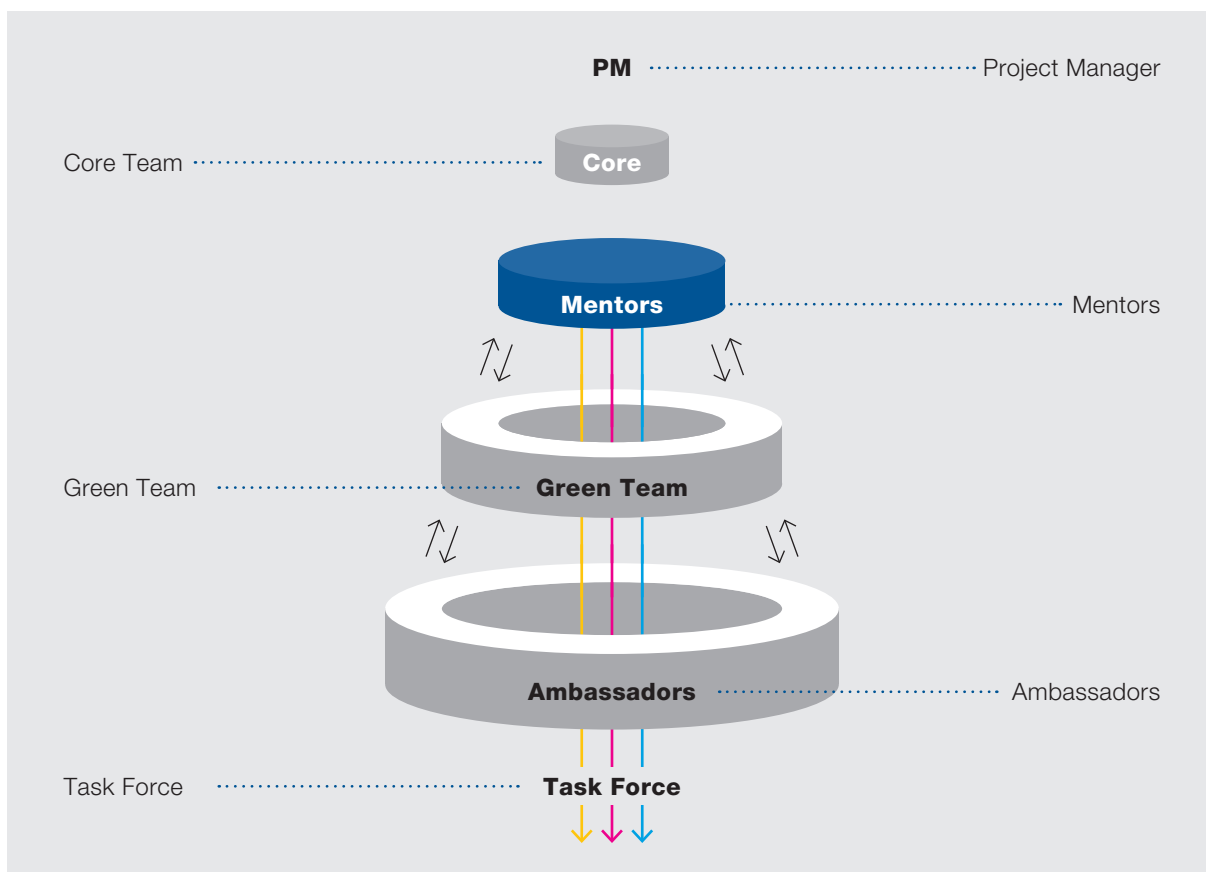 PM
Project Manager
Core Team
Core
Mentors
Mentors
Green Team
Green Team
Ambassadors
Ambassadors
Task Force
Task Force